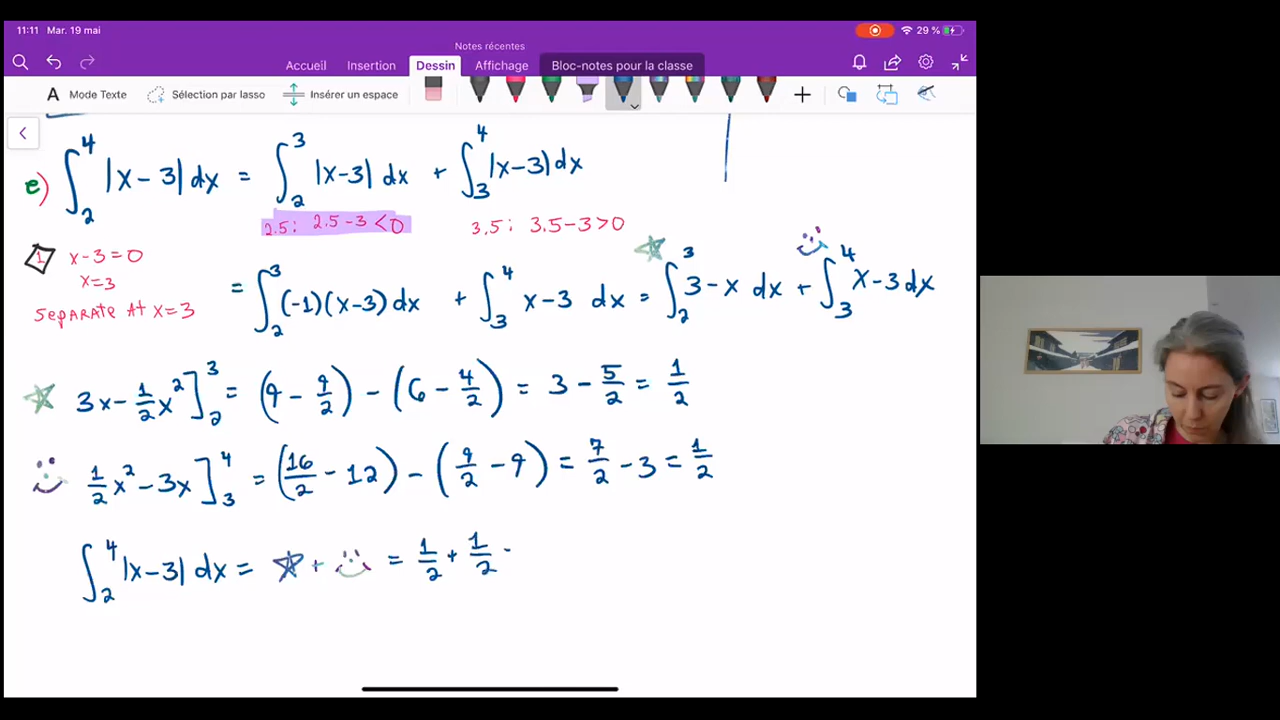 11:11 Mar. 19 mai
29 %
Notes récentes
Accueil Insertion Dessin Affichage Bloc-notes pour la classe
A Mode Texte Sélection par lasso Insérer un espace
e) ∫₂⁴ |x-3| dx = ∫₂³ |x-3| dx + ∫₃⁴ |x-3| dx
2.5: 2.5-3 <0 3.5: 3.5-3>0
1 x-3=0
x=3
SEPARATE AT x=3
= ∫₂³ (-1)(x-3) dx + ∫₃⁴ x-3 dx = ☆ ∫₂³ 3-x dx + ☺ ∫₃⁴ x-3 dx
☆ 3x - 1/2 x² ]₂³ = (9 - 9/2) - (6 - 4/2) = 3 - 5/2 = 1/2
☺ 1/2 x² - 3x ]₃⁴ = (16/2 - 12) - (9/2 - 9) = 7/2 - 3 = 1/2
∫₂⁴ |x-3| dx = ☆ + ☺ = 1/2 + 1/2 -